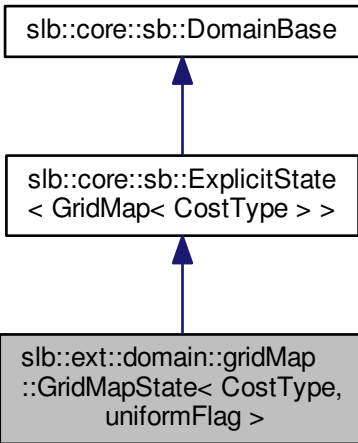 slb::core::sb::DomainBase
slb::core::sb::ExplicitState
< GridMap< CostType > >
slb::ext::domain::gridMap
::GridMapState< CostType,
uniformFlag >